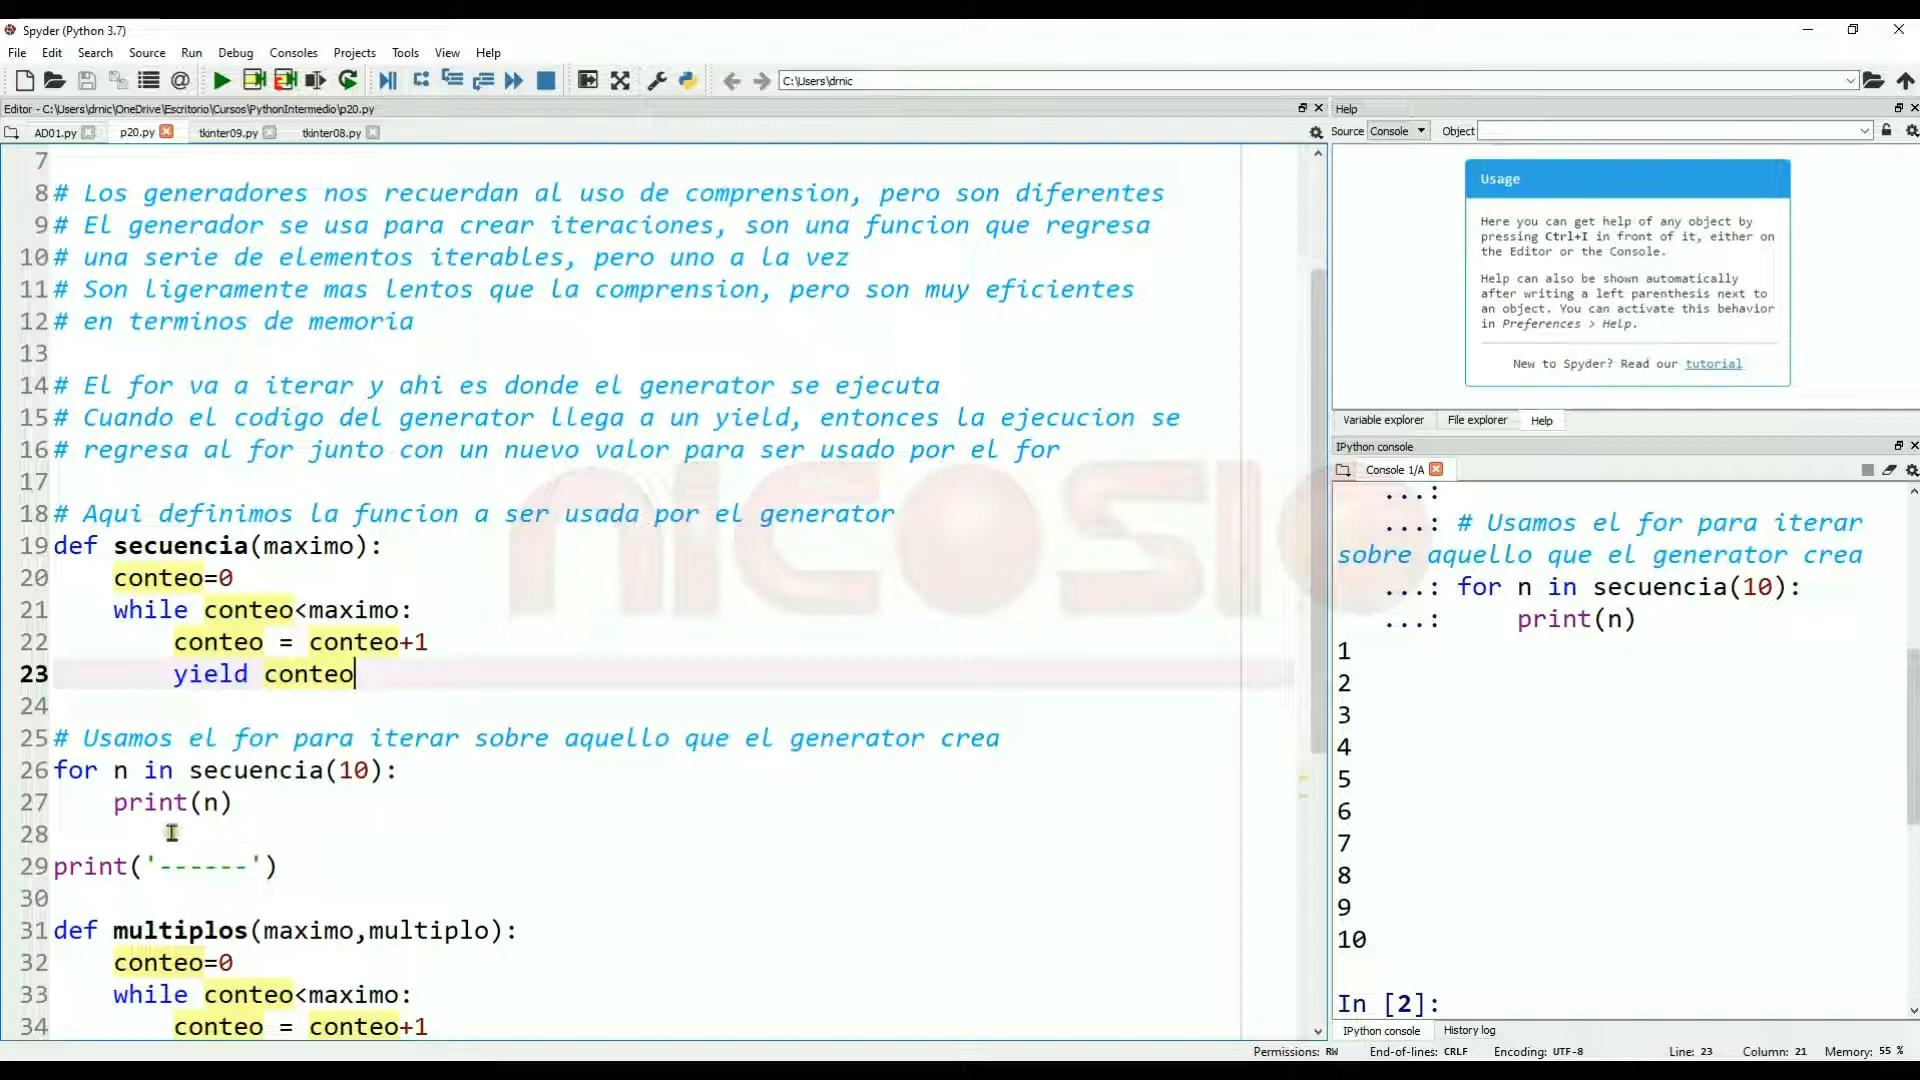 Spyder (Python 3.7)
File Edit Search Source Run Debug Consoles Projects Tools View Help
C:\Users\drnic
Editor - C:\Users\drnic\OneDrive\Escritorio\Cursos\PythonIntermedio\p20.py
AD01.py p20.py tkinter09.py tkinter08.py
7
8 # Los generadores nos recuerdan al uso de comprension, pero son diferentes
9 # El generador se usa para crear iteraciones, son una funcion que regresa
10 # una serie de elementos iterables, pero uno a la vez
11 # Son ligeramente mas lentos que la comprension, pero son muy eficientes
12 # en terminos de memoria
13
14 # El for va a iterar y ahi es donde el generator se ejecuta
15 # Cuando el codigo del generator llega a un yield, entonces la ejecucion se
16 # regresa al for junto con un nuevo valor para ser usado por el for
17
18 # Aqui definimos la funcion a ser usada por el generator
19 def secuencia(maximo):
20 conteo=0
21 while conteo<maximo:
22 conteo = conteo+1
23 yield conteo
24
25 # Usamos el for para iterar sobre aquello que el generator crea
26 for n in secuencia(10):
27 print(n)
28
29 print('------')
30
31 def multiplos(maximo,multiplo):
32 conteo=0
33 while conteo<maximo:
34 conteo = conteo+1
NICOSIO
Help
Source Console Object
Usage
Here you can get help of any object by
pressing Ctrl+I in front of it, either on
the Editor or the Console.
Help can also be shown automatically
after writing a left parenthesis next to
an object. You can activate this behavior
in Preferences > Help.
New to Spyder? Read our tutorial
Variable explorer File explorer Help
IPython console
Console 1/A
...:
...: # Usamos el for para iterar
sobre aquello que el generator crea
...: for n in secuencia(10):
...: print(n)
1
2
3
4
5
6
7
8
9
10
In [2]:
IPython console History log
Permissions: RW End-of-lines: CRLF Encoding: UTF-8 Line: 23 Column: 21 Memory: 55 %